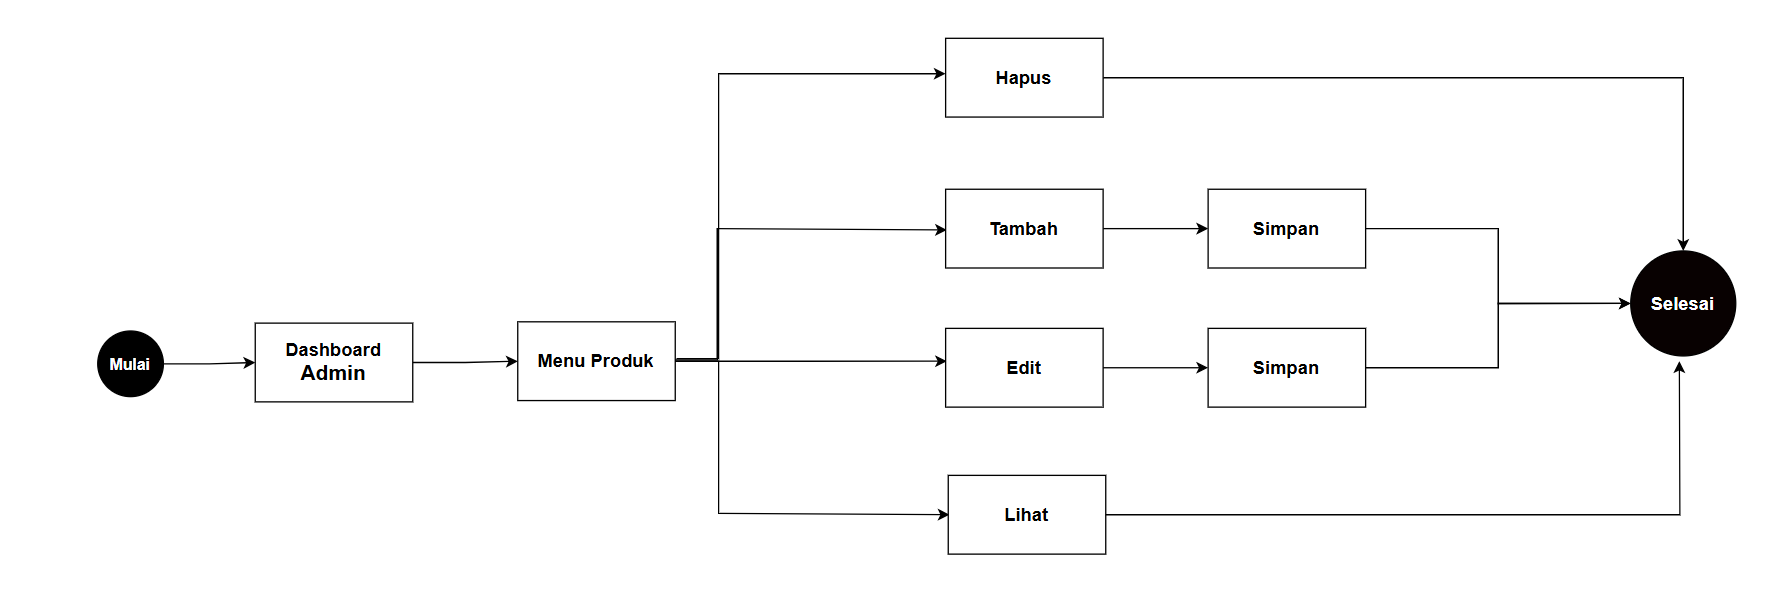 Hapus
Tambah
Simpan
Selesai
Mulai
Dashboard
Admin
Menu Produk
Edit
Simpan
Lihat